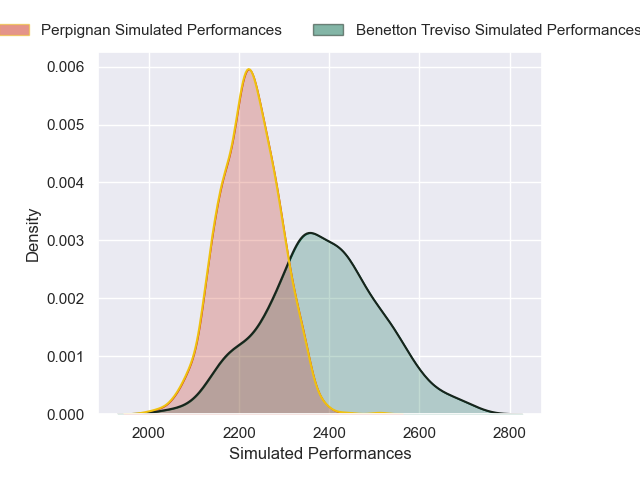 Perpignan Simulated Performances Benetton Treviso Simulated Performances
0.006
0.005
0.004
0.003
0.002
0.001
0.000
Density
2000 2200 2400 2600 2800
Simulated Performances